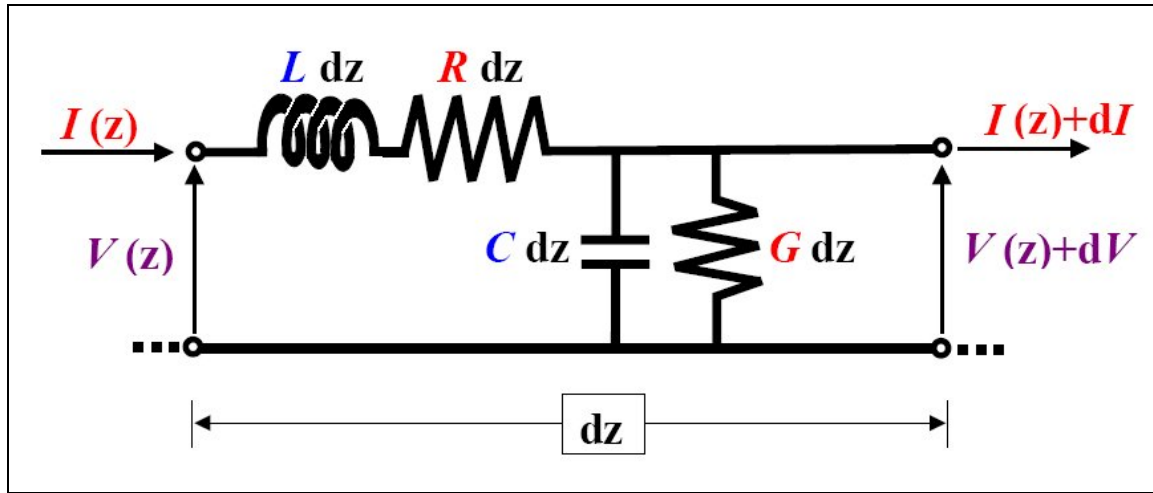 L dz
R dz
I (z)
I (z)+dI
V (z)
C dz
G dz
V (z)+dV
dz